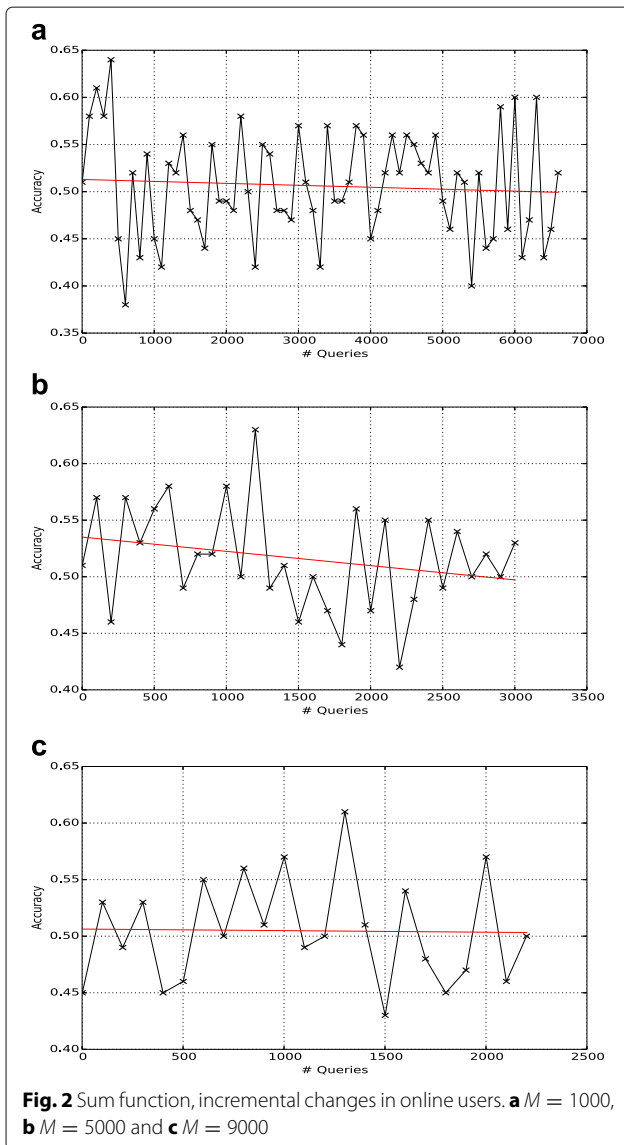 a
0.65
0.60
0.55
0.50
0.45
0.40
0.35
Accuracy
0 1000 2000 3000 4000 5000 6000 7000
# Queries
b
0.65
0.60
0.55
0.50
0.45
0.40
Accuracy
0 500 1000 1500 2000 2500 3000 3500
# Queries
c
0.65
0.60
0.55
0.50
0.45
0.40
Accuracy
0 500 1000 1500 2000 2500
# Queries
Fig. 2 Sum function, incremental changes in online users. a M = 1000,
b M = 5000 and c M = 9000